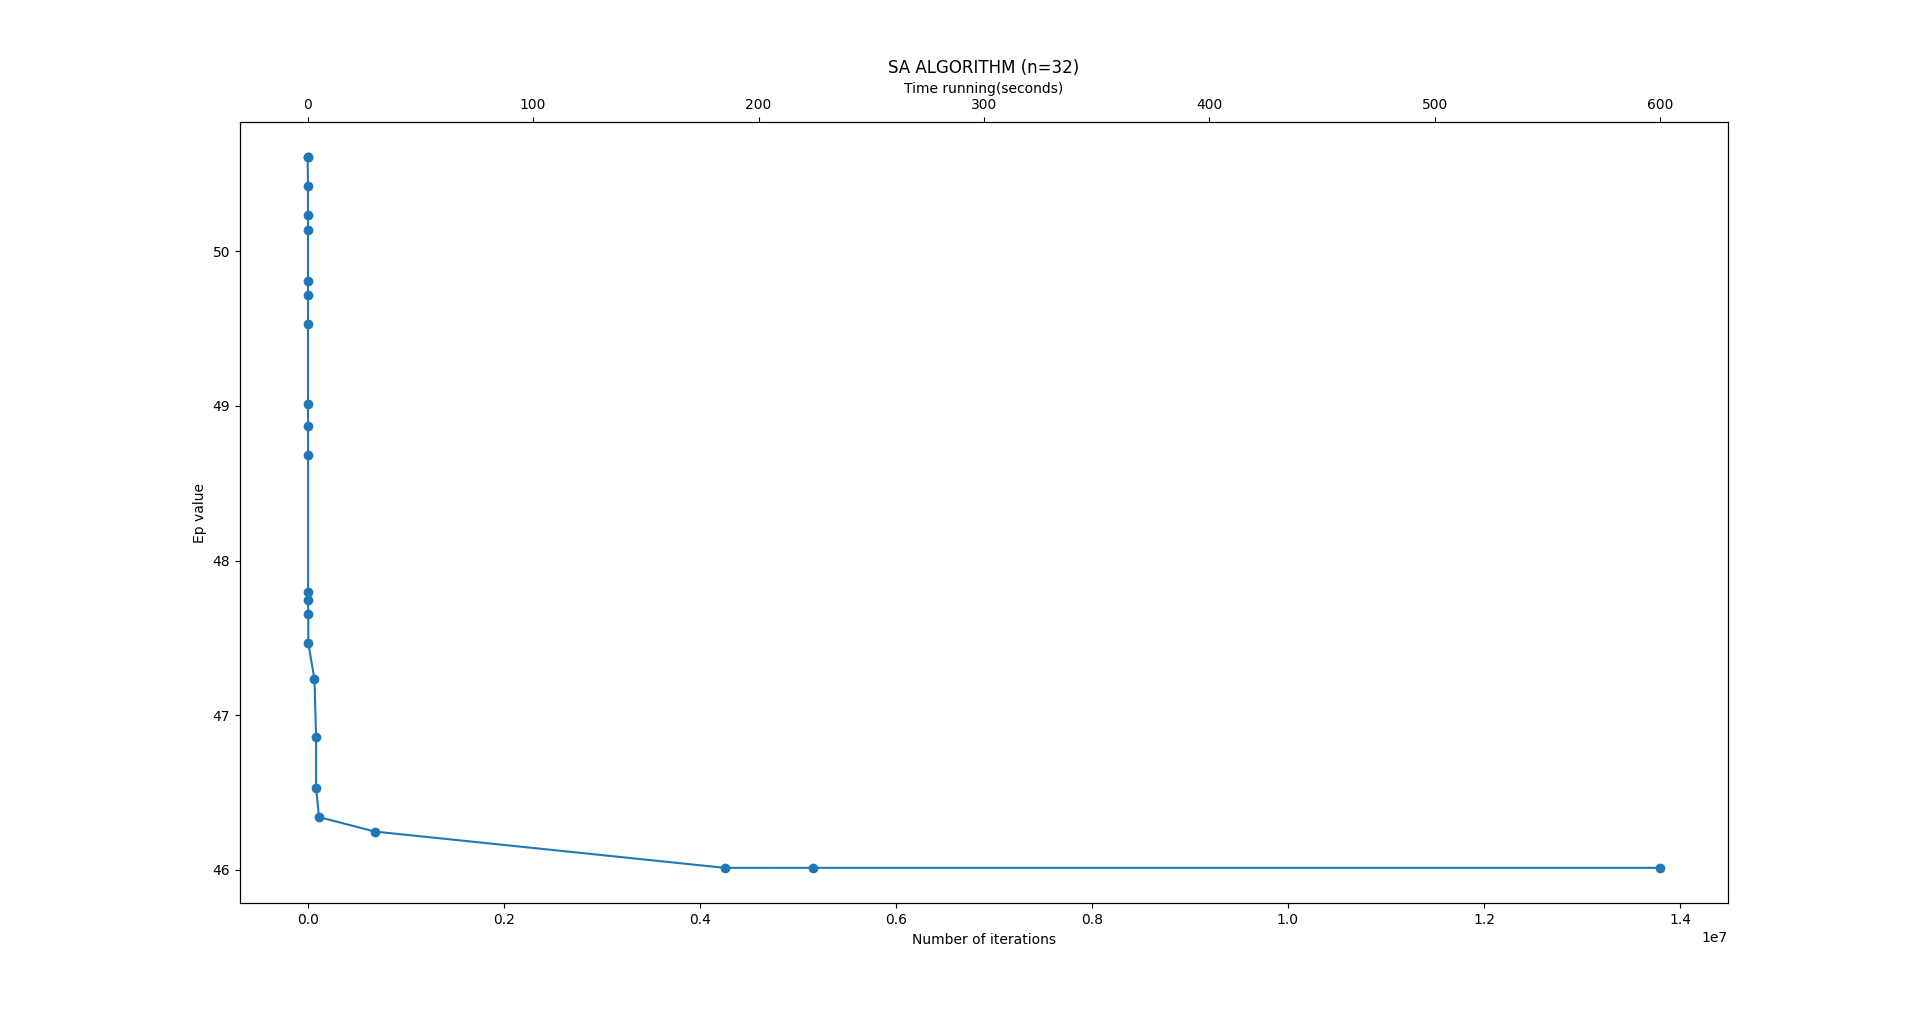 SA ALGORITHM (n=32)
Time running(seconds)
0 100 200 300 400 500 600
50
49
48
47
46
Ep value
0.0 0.2 0.4 0.6 0.8 1.0 1.2 1.4
1e7
Number of iterations